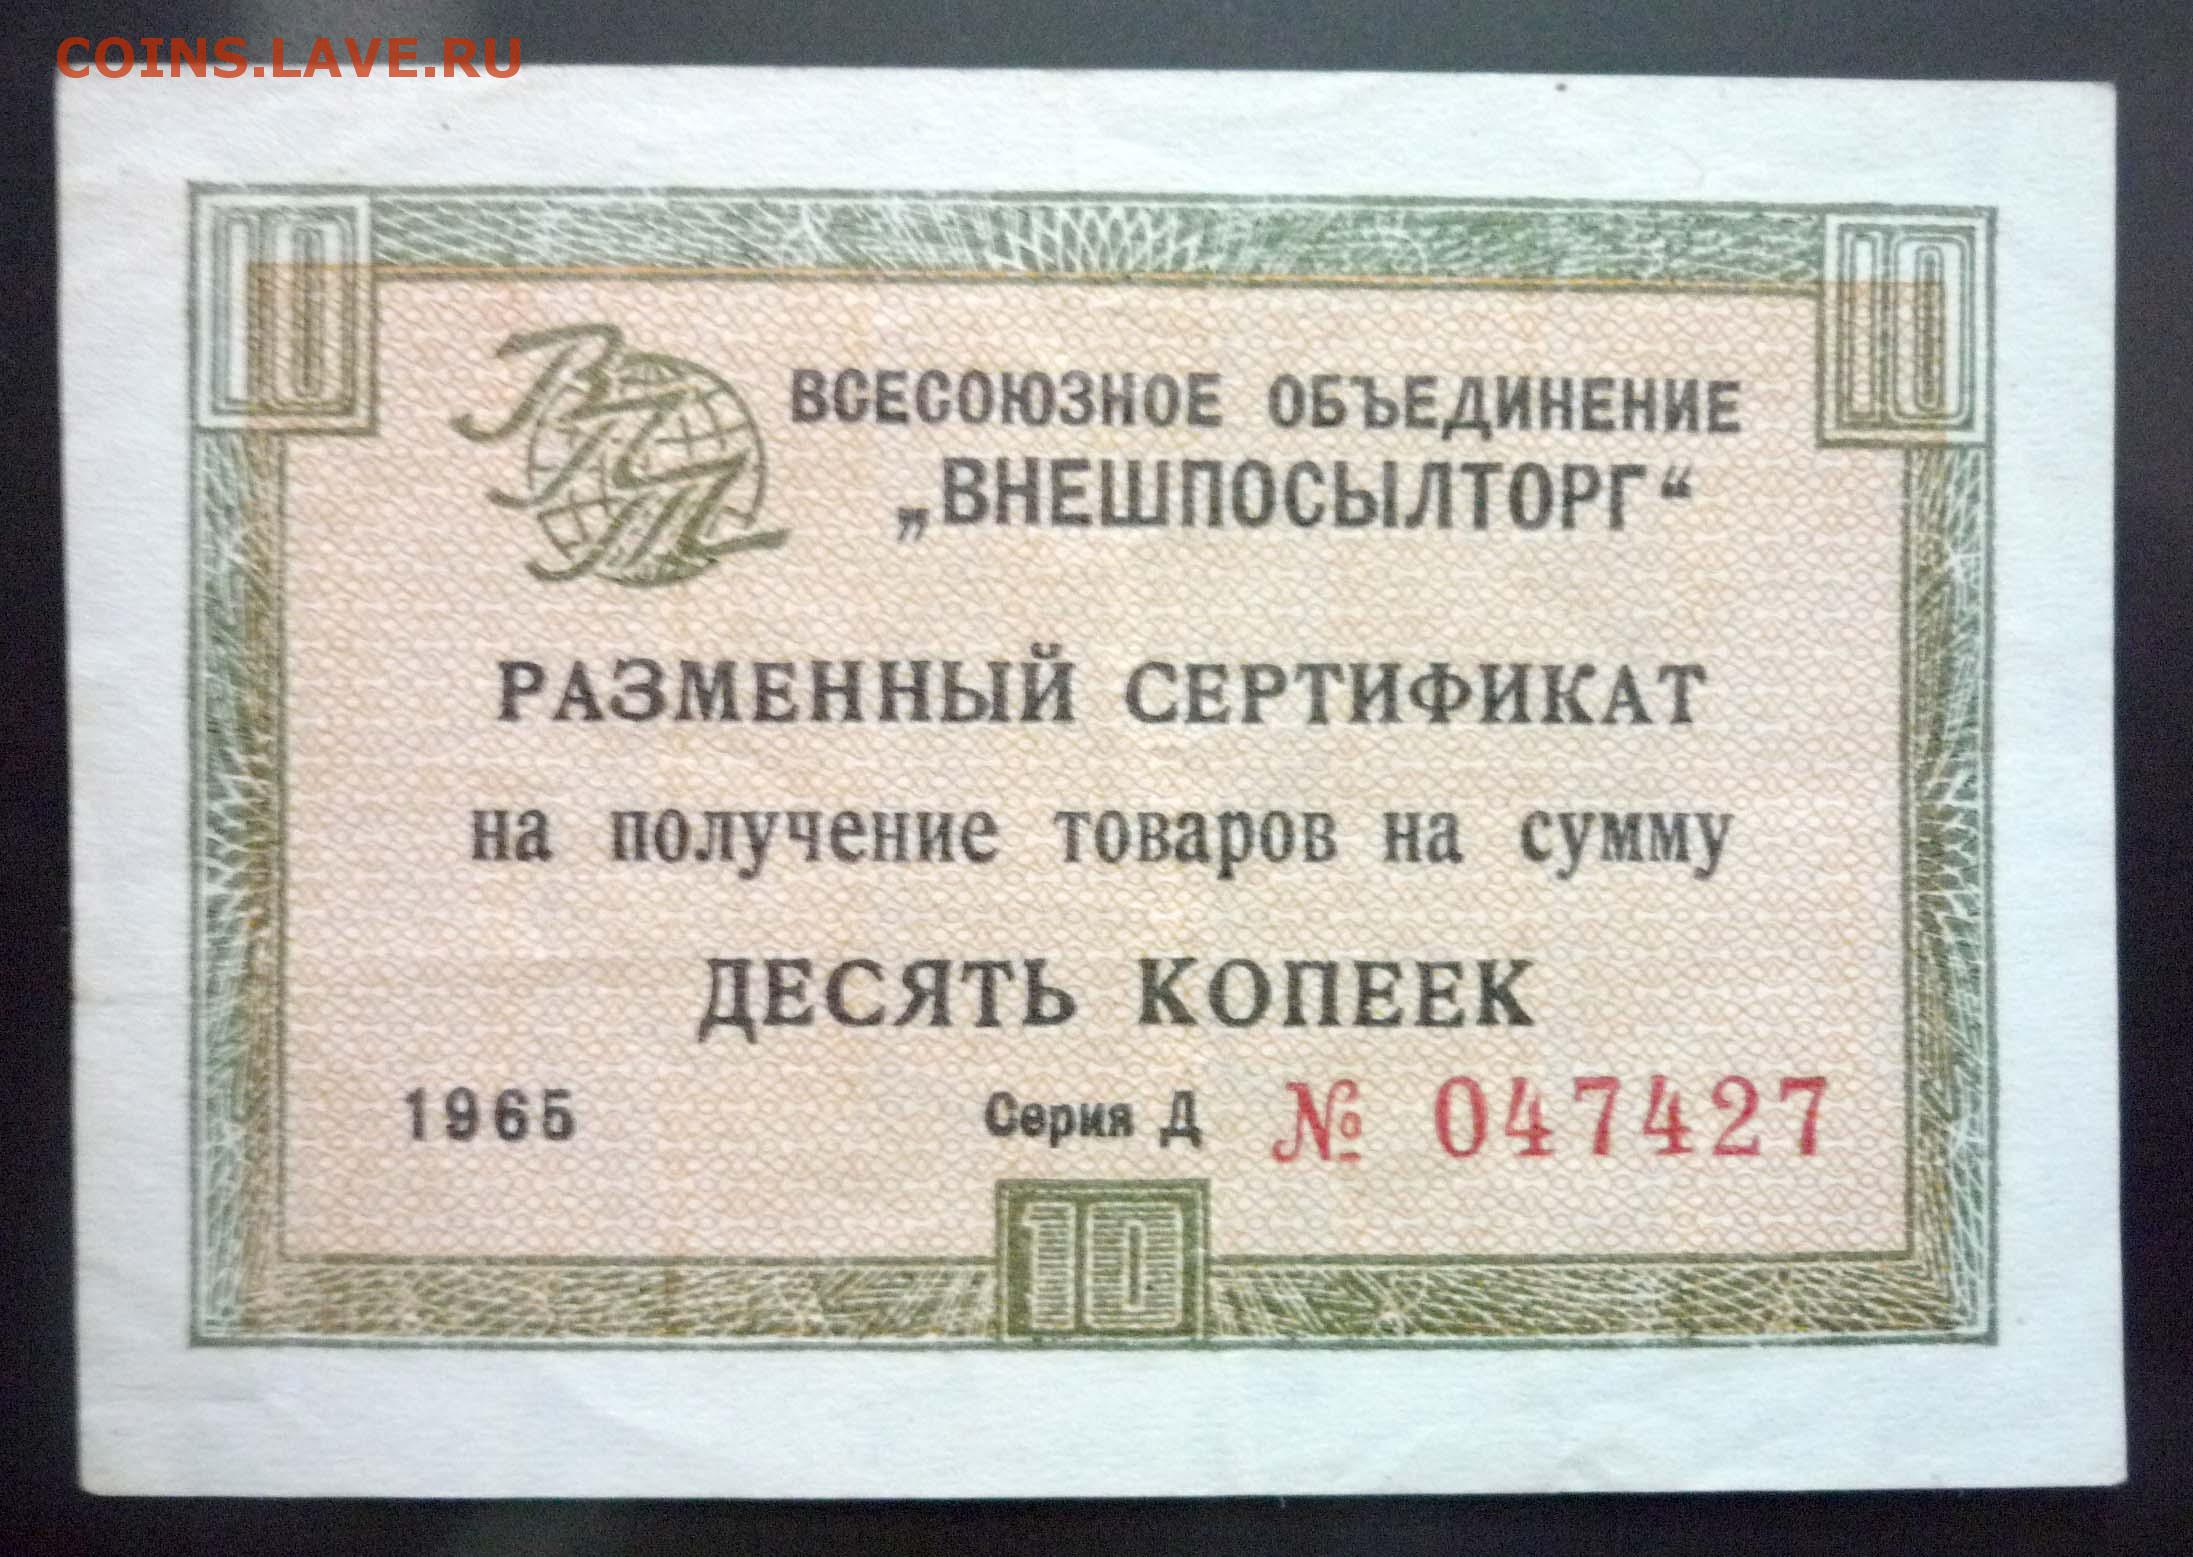 COINS.LAVE.RU
10 10
ВПТ
ВСЕСОЮЗНОЕ ОБЪЕДИНЕНИЕ
„ВНЕШПОСЫЛТОРГ“
РАЗМЕННЫЙ СЕРТИФИКАТ
на получение товаров на сумму
ДЕСЯТЬ КОПЕЕК
1965 Серия Д № 047427
10